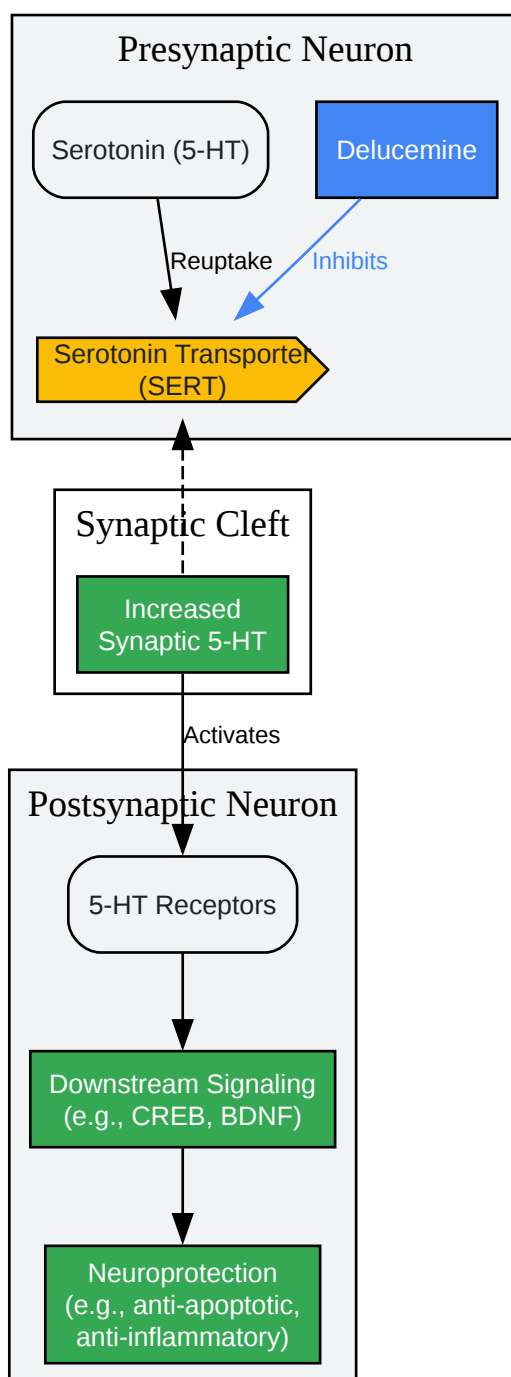 Presynaptic Neuron
Serotonin (5-HT)
Delucemine
Reuptake
Inhibits
Serotonin Transporter
(SERT)
Synaptic Cleft
Increased
Synaptic 5-HT
Activates
Postsynaptic Neuron
5-HT Receptors
Downstream Signaling
(e.g., CREB, BDNF)
Neuroprotection
(e.g., anti-apoptotic,
anti-inflammatory)